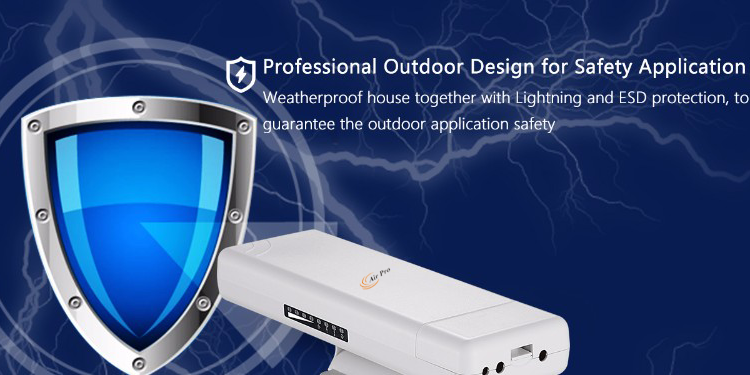 Professional Outdoor Design for Safety Application
Weatherproof house together with Lightning and ESD protection, to
guarantee the outdoor application safety
Air Pro